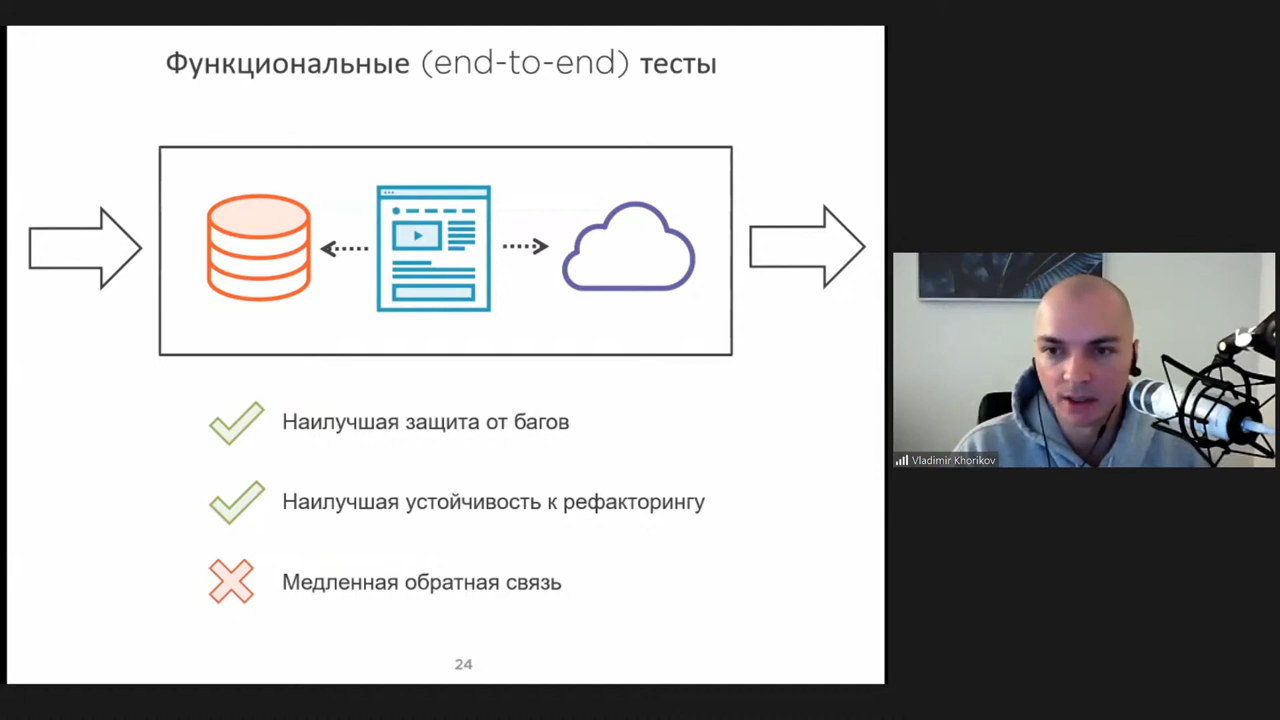 Функциональные (end-to-end) тесты
Наилучшая защита от багов
Наилучшая устойчивость к рефакторингу
Медленная обратная связь
24
Vladimir Khorikov